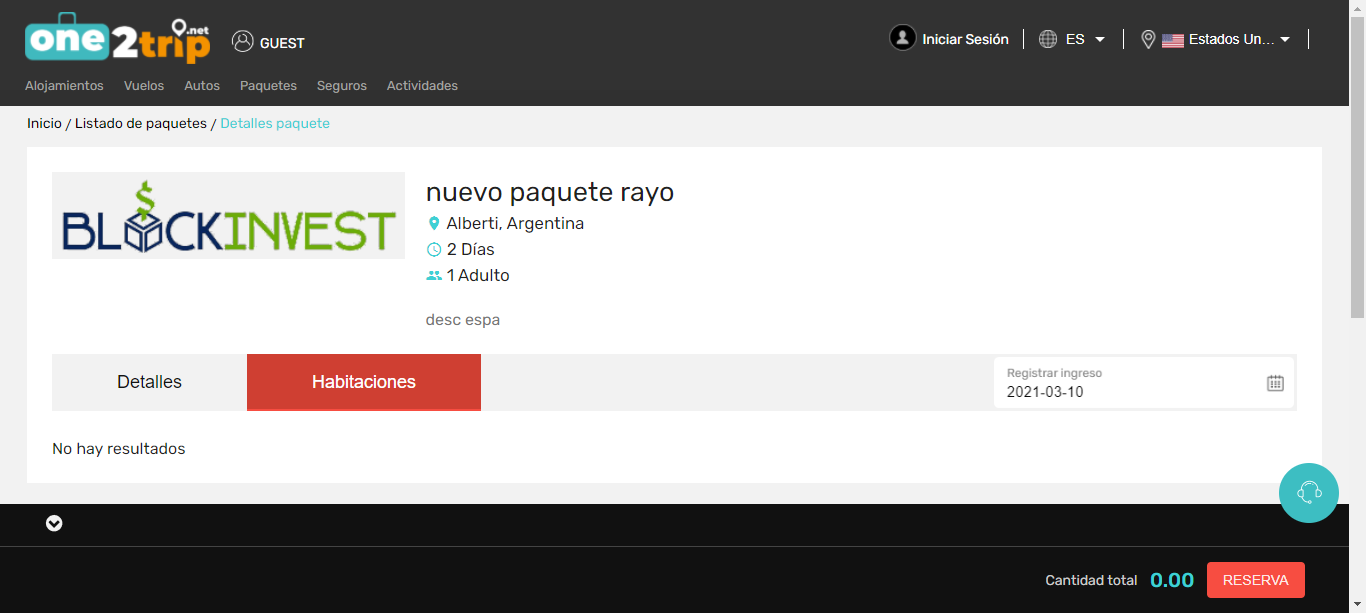 one2trip.net
GUEST
Iniciar Sesión
ES
Estados Un...
Alojamientos Vuelos Autos Paquetes Seguros Actividades
Inicio / Listado de paquetes / Detalles paquete
BLOCKINVEST
nuevo paquete rayo
Alberti, Argentina
2 Días
1 Adulto
desc espa
Detalles
Habitaciones
Registrar ingreso
2021-03-10
No hay resultados
Cantidad total 0.00 RESERVA